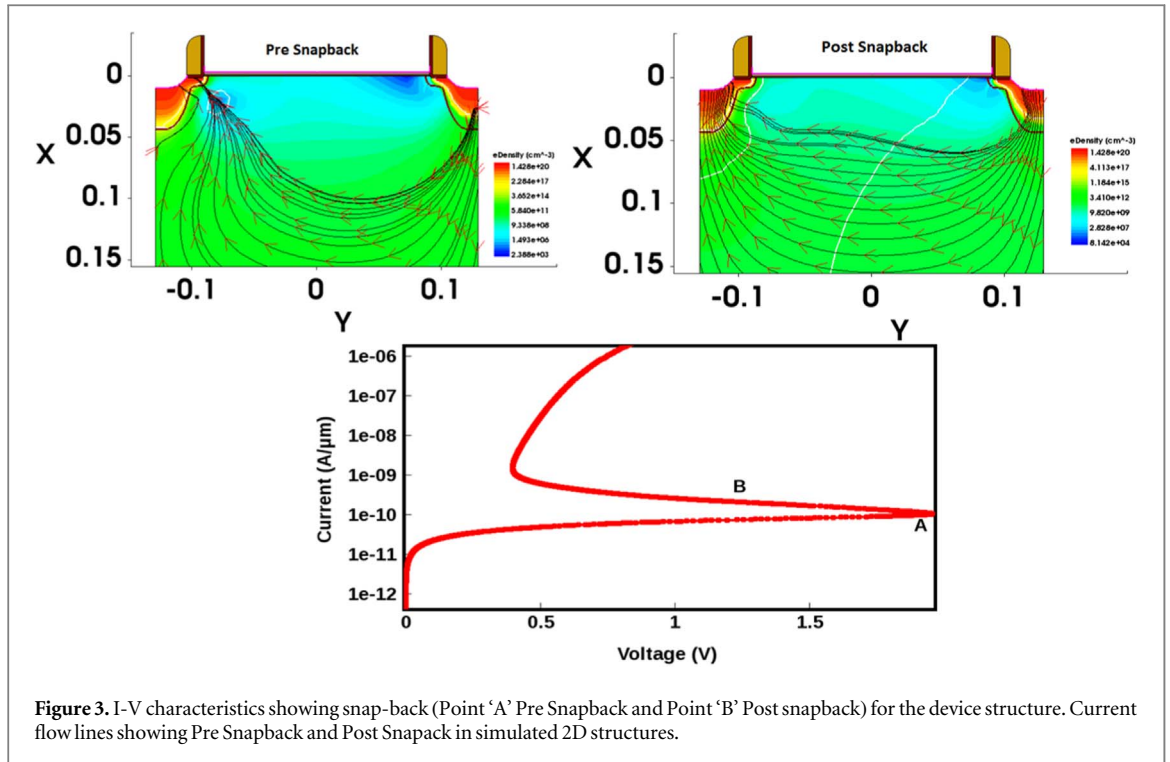 Pre Snapback
0
0.05
X
0.1
0.15
-0.1
0
0.1
Y
eDensity (cm^-3)
1.428e+20
2.284e+17
3.652e+14
5.840e+11
9.338e+08
1.493e+06
2.388e+03
Post Snapback
0
0.05
X
0.1
0.15
-0.1
0
0.1
Y
eDensity (cm^-3)
1.428e+20
4.113e+17
1.184e+15
3.410e+12
9.820e+09
2.828e+07
8.142e+04
Current (A/μm)
1e-06
1e-07
1e-08
1e-09
1e-10
1e-11
1e-12
B
A
0
0.5
1
1.5
Voltage (V)
Figure 3. I-V characteristics showing snap-back (Point ‘A’ Pre Snapback and Point ‘B’ Post snapback) for the device structure. Current
flow lines showing Pre Snapback and Post Snapack in simulated 2D structures.